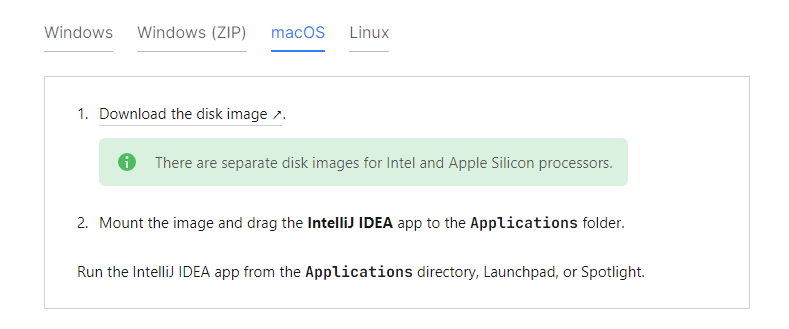 Windows Windows (ZIP) macOS Linux
1. Download the disk image ↗.
There are separate disk images for Intel and Apple Silicon processors.
2. Mount the image and drag the IntelliJ IDEA app to the Applications folder.
Run the IntelliJ IDEA app from the Applications directory, Launchpad, or Spotlight.